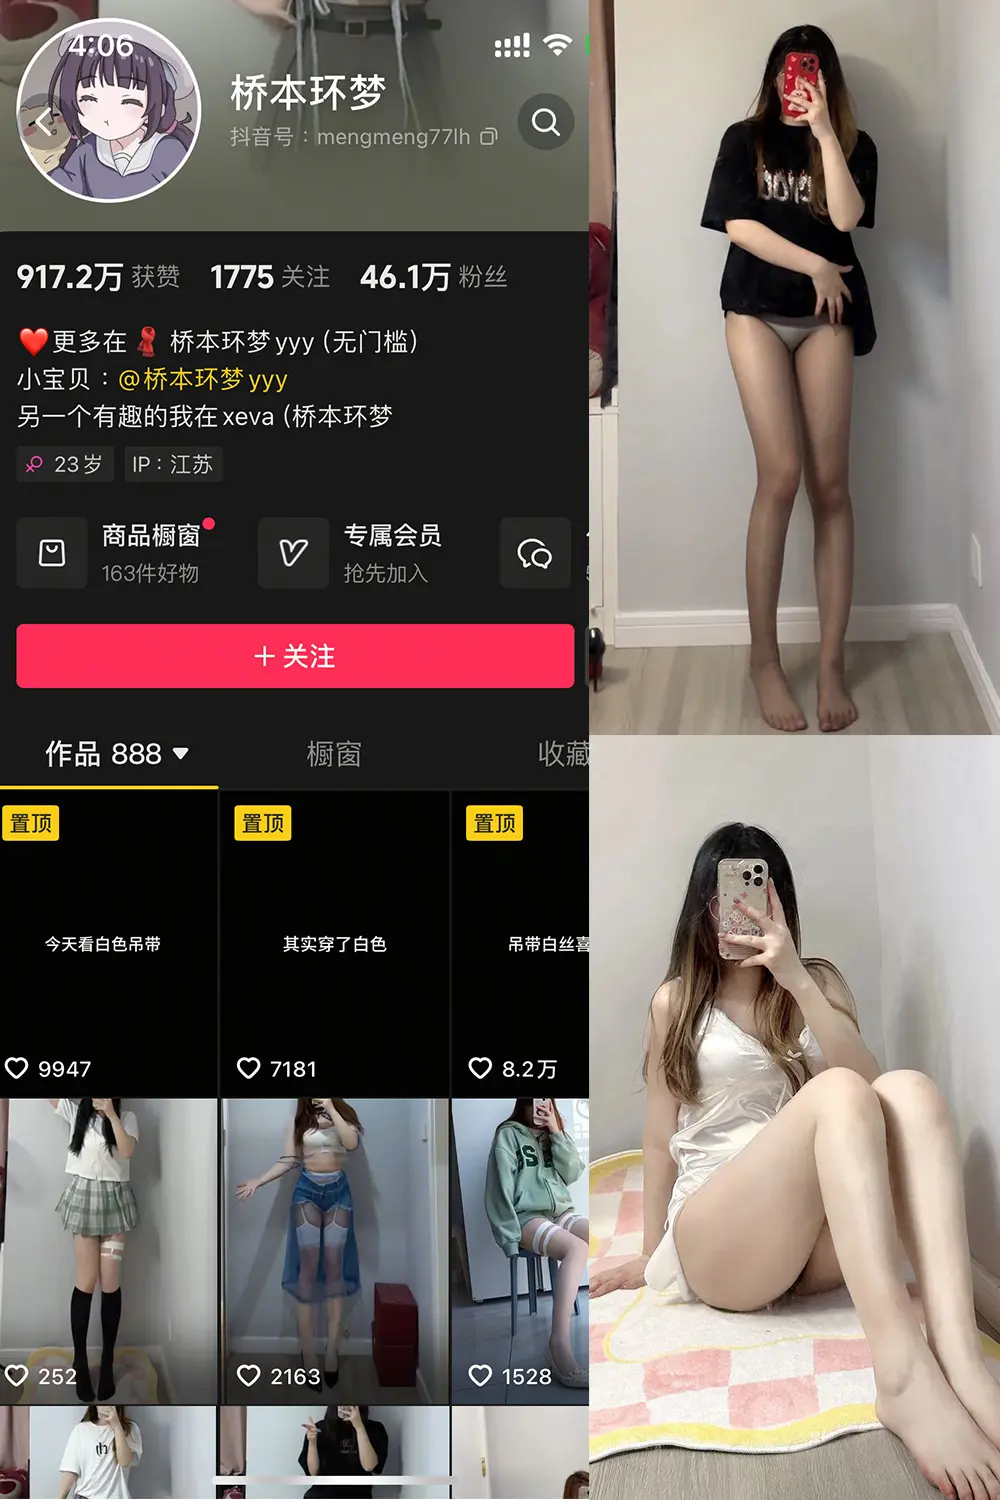 4:06
桥本环梦
抖音号：mengmeng77lh
917.2万 获赞 1775 关注 46.1万 粉丝
❤️更多在🧣桥本环梦yyy (无门槛)
小宝贝：@桥本环梦yyy
另一个有趣的我在xeva (桥本环梦
23岁 IP：江苏
商品橱窗 专属会员
163件好物 抢先加入
+ 关注
作品 888 橱窗 收藏
置顶 置顶 置顶
今天看白色吊带 其实穿了白色 吊带白丝喜
9947 7181 8.2万
252 2163 1528